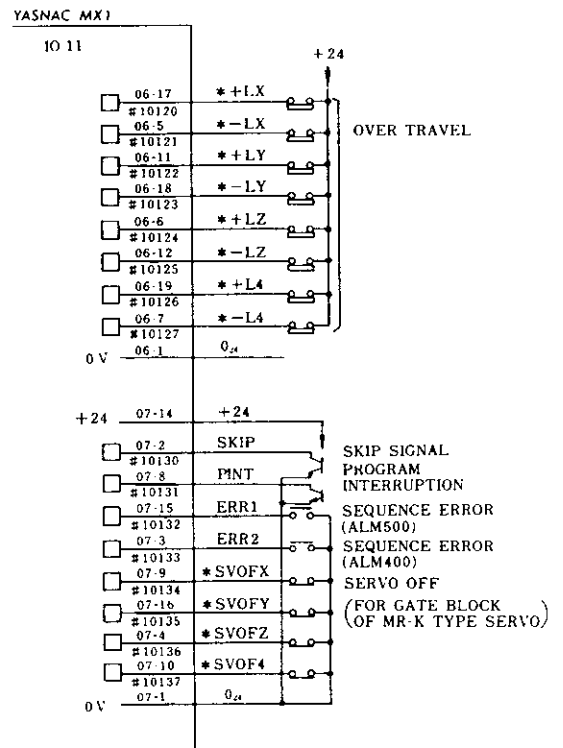 YASNAC MX1
IO 11
+24
06-17 *+LX
#10120
06-5 *−LX
#10121
06-11 *+LY
#10122
06-18 *−LY
#10123
06-6 *+LZ
#10124
06-12 *−LZ
#10125
06-19 *+L4
#10126
06-7 *−L4
#10127
OVER TRAVEL
0 V 06-1 0₂₄
+24 07-14 +24
07-2 SKIP SKIP SIGNAL
#10130
07-8 PINT PROGRAM
INTERRUPTION
#10131
07-15 ERR1 SEQUENCE ERROR
(ALM500)
#10132
07-3 ERR2 SEQUENCE ERROR
(ALM400)
#10133
07-9 *SVOFX SERVO OFF
#10134
07-16 *SVOFY (FOR GATE BLOCK
OF MR-K TYPE SERVO)
#10135
07-4 *SVOFZ
#10136
07-10 *SVOF4
#10137
0 V 07-1 0₂₄